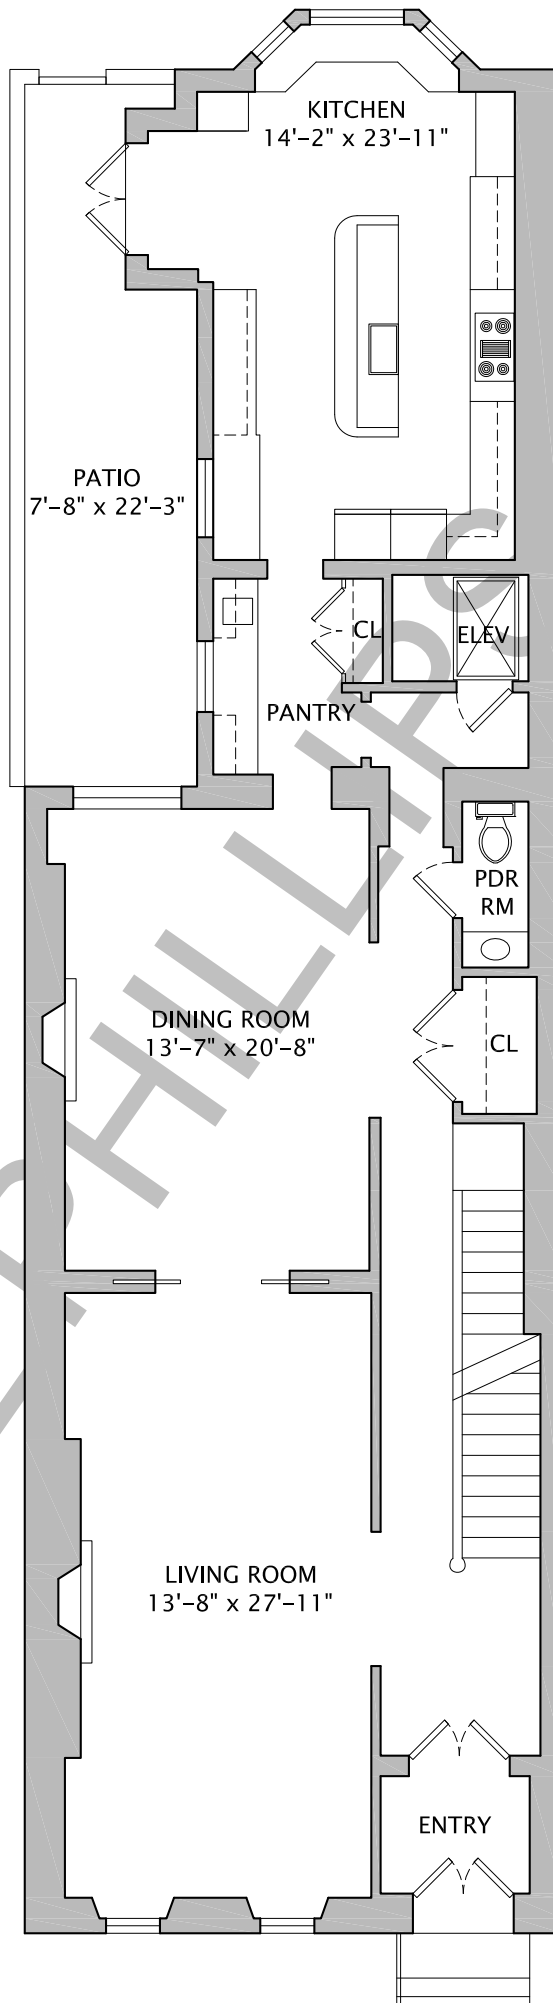 KITCHEN
14'-2" x 23'-11"
PATIO
7'-8" x 22'-3"
CL
ELEV
PANTRY
PDR
RM
DINING ROOM
13'-7" x 20'-8"
CL
LIVING ROOM
13'-8" x 27'-11"
ENTRY
PHILLIPS